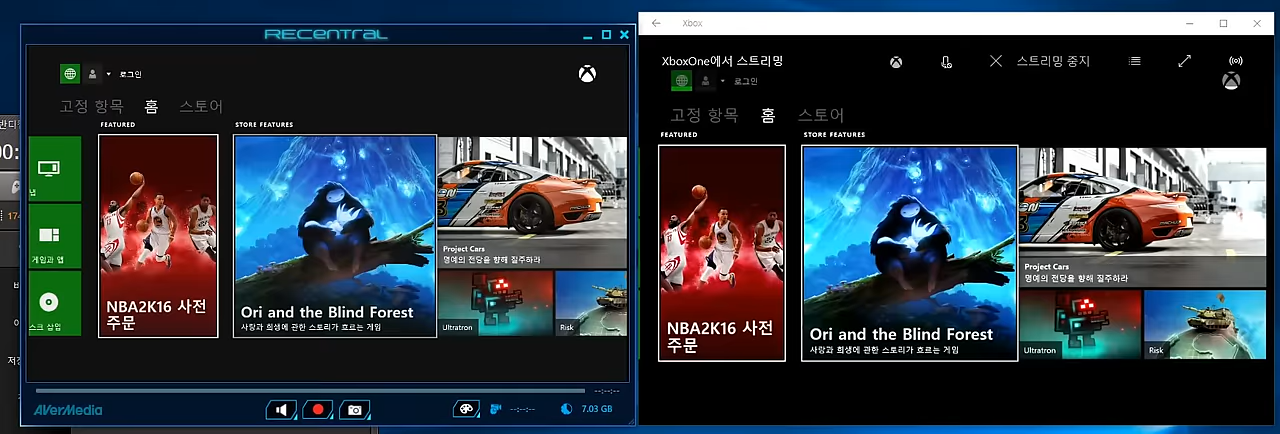 RECENTRAL
로그인
고정 항목 홈 스토어
FEATURED
STORE FEATURES
게임과 앱
스크 삽입
NBA2K16 사전
주문
Ori and the Blind Forest
사랑과 희생에 관한 스토리가 흐르는 게임
Project Cars
명예의 전당을 향해 질주하라
Ultratron
Risk
--:--:--
AVerMedia
--:--:--
7.03 GB
Xbox
XboxOne에서 스트리밍
스트리밍 중지
로그인
고정 항목 홈 스토어
FEATURED
STORE FEATURES
NBA2K16 사전
주문
Ori and the Blind Forest
사랑과 희생에 관한 스토리가 흐르는 게임
Project Cars
명예의 전당을 향해 질주하라
Ultratron
Risk